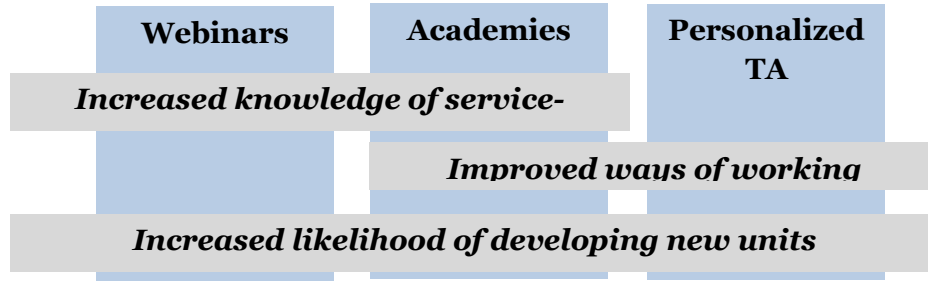 Webinars
Academies
Personalized
TA
Increased knowledge of service-
Improved ways of working
Increased likelihood of developing new units